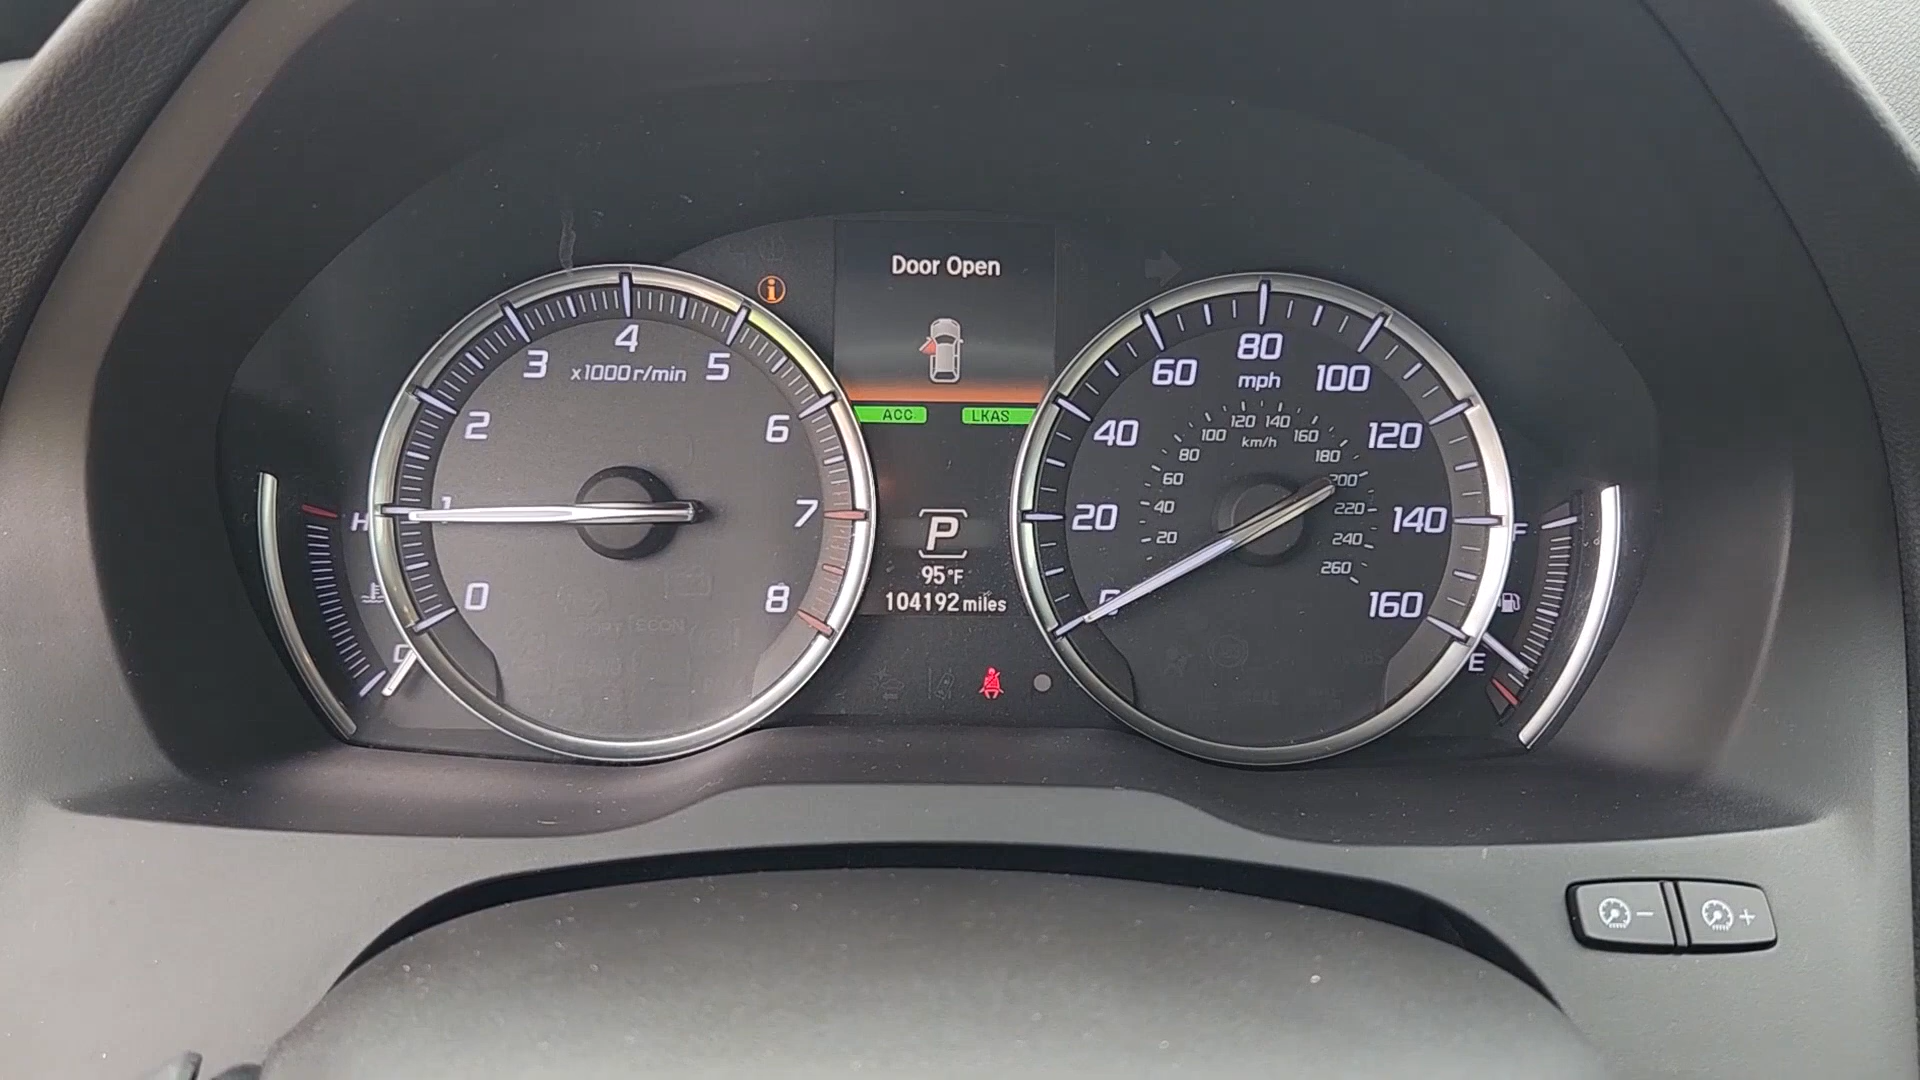 Door Open
ACC LKAS
0
1
2
3
4
5
6
7
8
x1000r/min
P
95°F
104192 miles
20
40
60
80
100
120
140
160
mph
20
40
60
80
100
120
140
160
180
200
220
240
260
km/h
H
C
F
E
ECON
- +